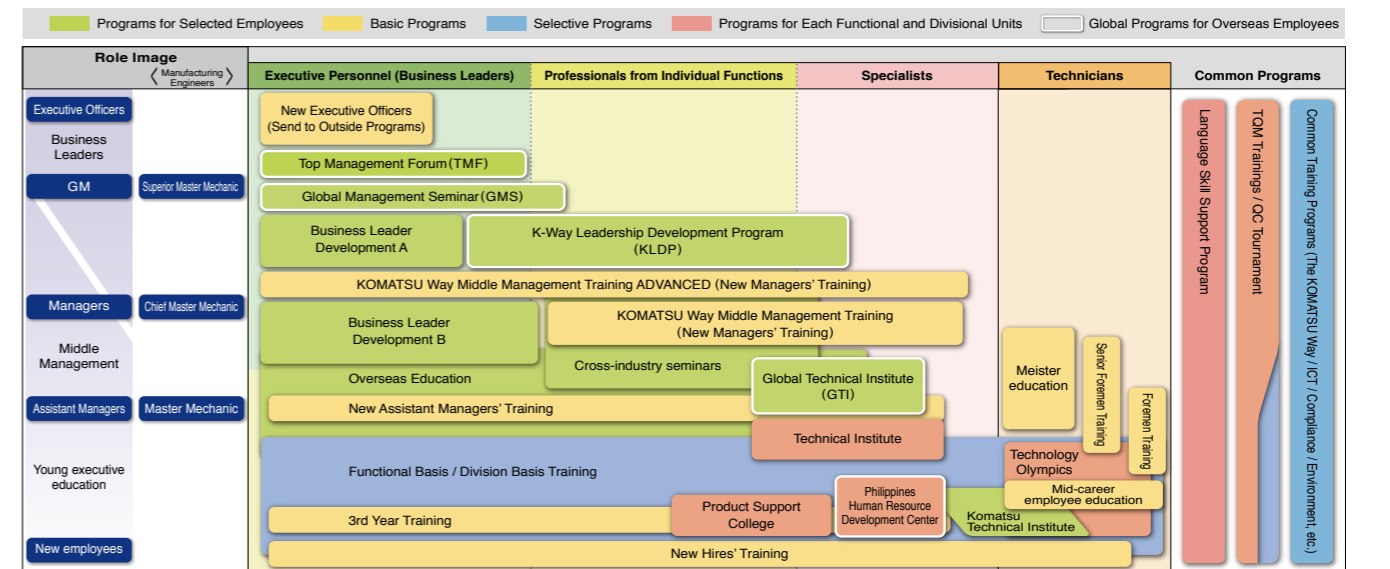 Programs for Selected Employees
Basic Programs
Selective Programs
Programs for Each Functional and Divisional Units
Global Programs for Overseas Employees
Role Image
〈 Manufacturing Engineers 〉
Executive Personnel (Business Leaders)
Professionals from Individual Functions
Specialists
Technicians
Common Programs
Executive Officers
Business
Leaders
GM
Superior Master Mechanic
Managers
Chief Master Mechanic
Middle
Management
Assistant Managers
Master Mechanic
Young executive
education
New employees
New Executive Officers
(Send to Outside Programs)
Top Management Forum (TMF)
Global Management Seminar (GMS)
Business Leader
Development A
K-Way Leadership Development Program
(KLDP)
KOMATSU Way Middle Management Training ADVANCED (New Managers' Training)
Business Leader
Development B
KOMATSU Way Middle Management Training
(New Managers' Training)
Cross-industry seminars
Overseas Education
Global Technical Institute
(GTI)
New Assistant Managers' Training
Technical Institute
Functional Basis / Division Basis Training
Product Support
College
Philippines
Human Resource
Development Center
3rd Year Training
Komatsu
Technical Institute
New Hires' Training
Meister
education
Senior Foremen Training
Foremen Training
Technology
Olympics
Mid-career
employee education
Language Skill Support Program
TQM Trainings / QC Tournament
Common Training Programs (The KOMATSU Way / ICT / Compliance / Environment, etc.)